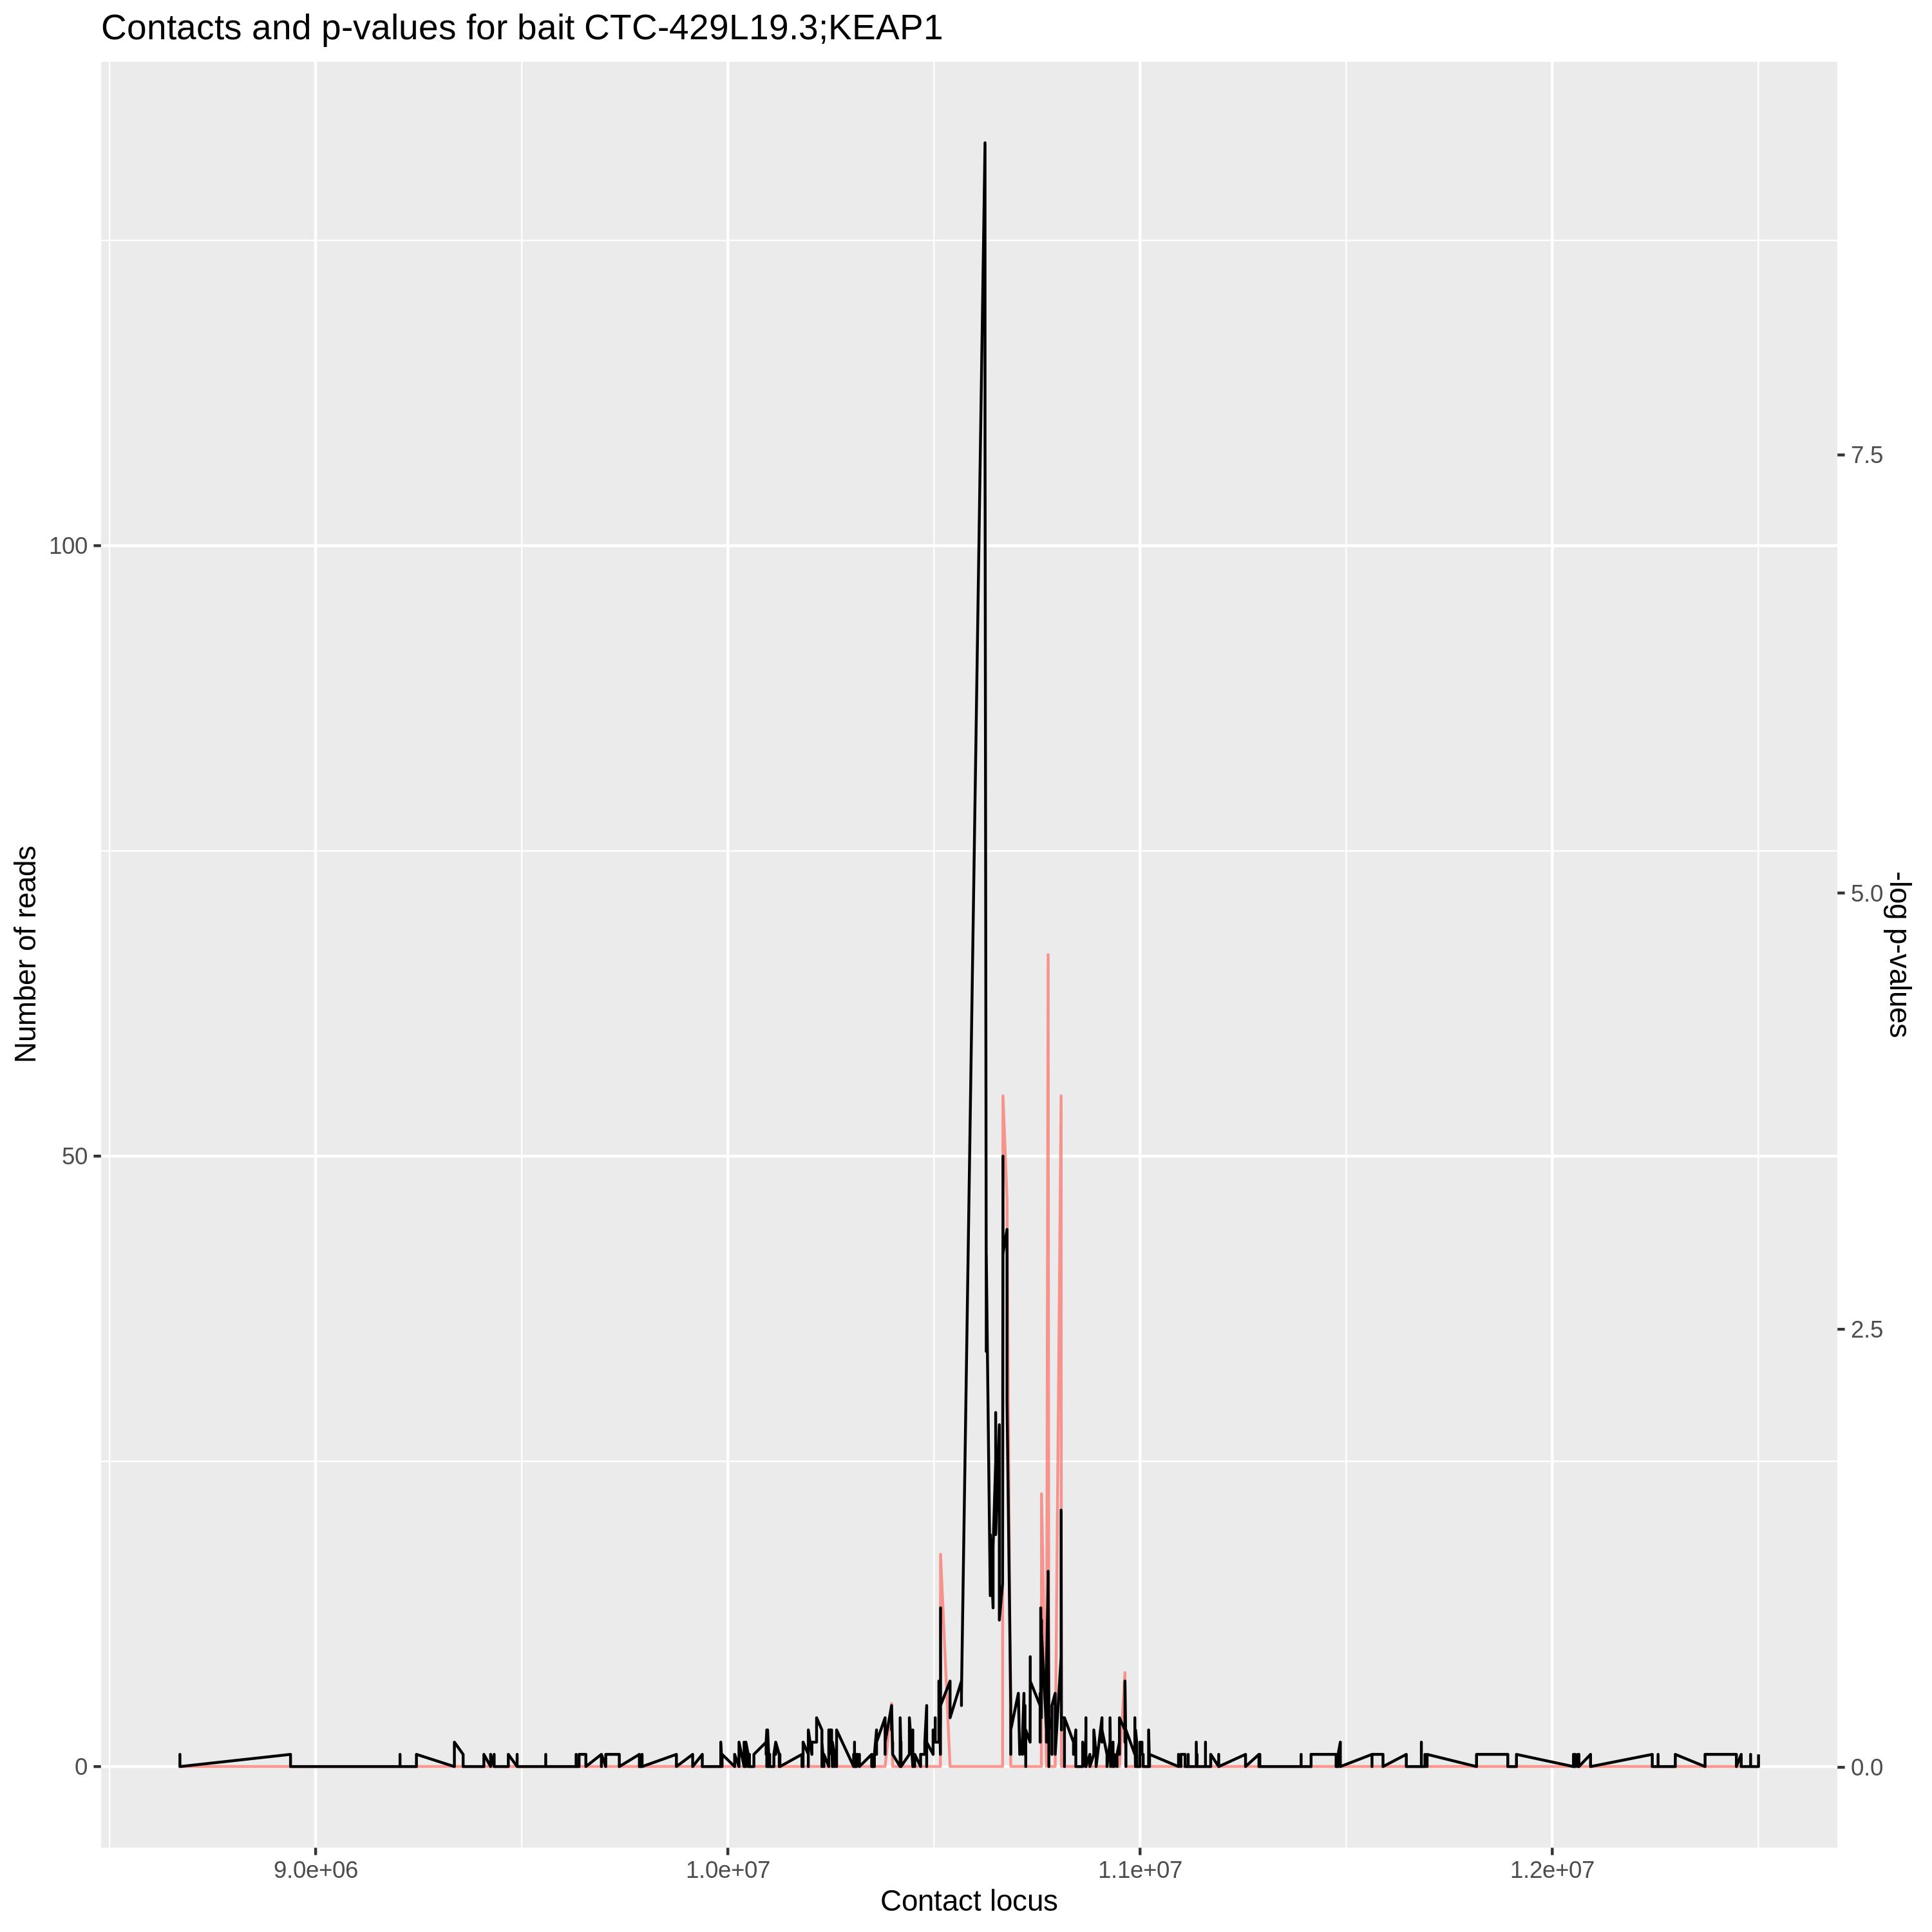 Contacts and p-values for bait CTC-429L19.3;KEAP1
Number of reads
100
50
0
7.5
5.0
2.5
0.0
-log p-values
9.0e+06 1.0e+07 1.1e+07 1.2e+07
Contact locus